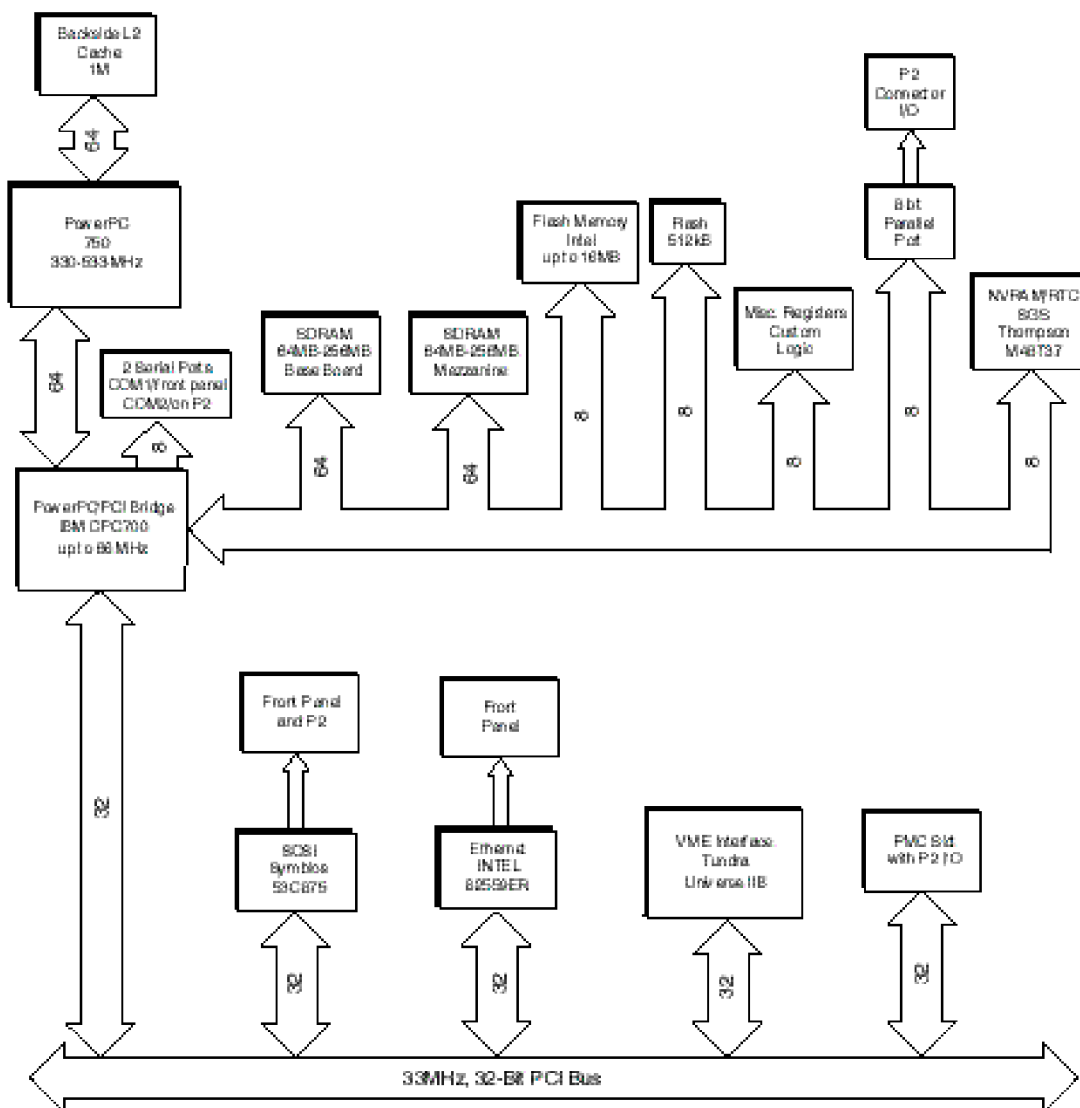 Backside L2
Cache
1M
64
P2
Connector
I/O
PowerPC
750
330-533-MHz
8 bit
Parallel
Port
Flash Memory
Intel
up to 16MB
Flash
512kB
64
2 Serial Ports
COM1/front panel
COM2/on P2
8
SDRAM
64MB-256MB
Base Board
64
SDRAM
64MB-256MB
Mezzanine
64
8
8
Misc. Registers
Custom
Logic
8
8
NVRAM/RTC
SGS
Thompson
M48T37
8
PowerPC/PCI Bridge
IBM CPC700
up to 66 MHz
32
Front Panel
and P2
Front
Panel
SCSI
Symbios
53C875
32
Ethernet
INTEL
82559ER
32
VME Interface
Tundra
Universe IIB
32
PMC Slot
with P2 I/O
32
33MHz, 32-Bit PCI Bus